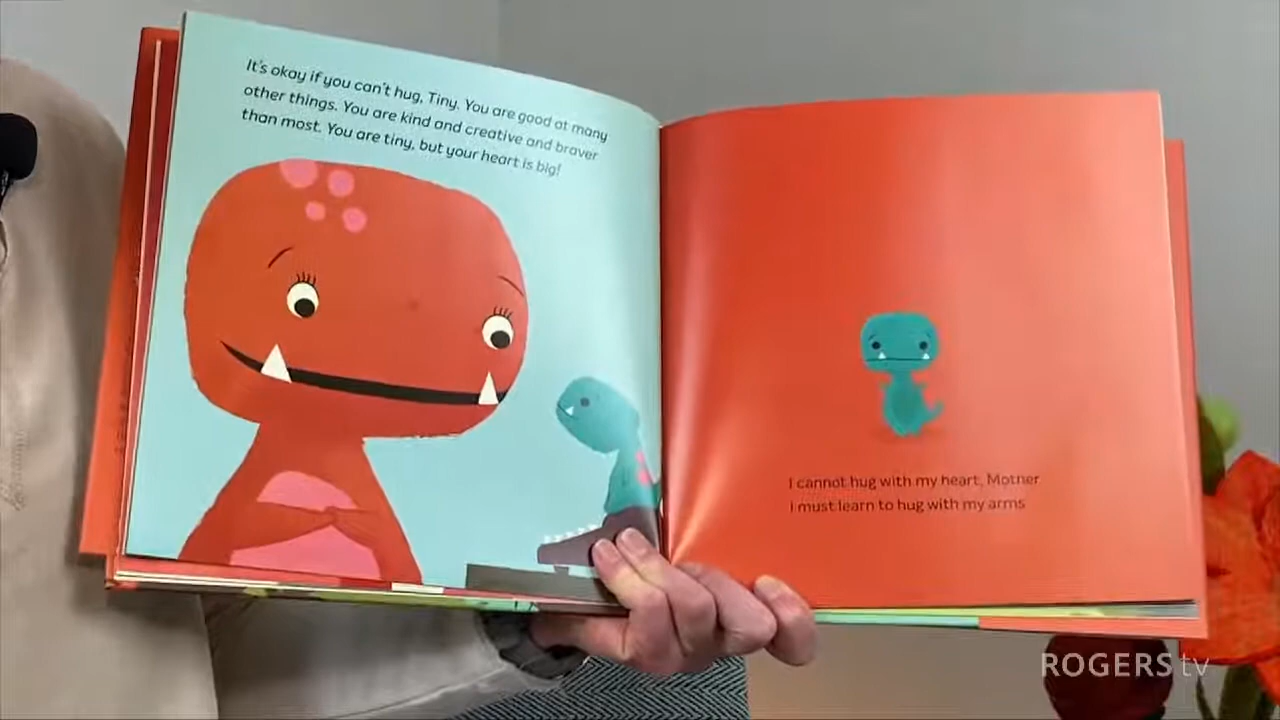 It's okay if you can't hug, Tiny. You are good at many
other things. You are kind and creative and braver
than most. You are tiny, but your heart is big!
I cannot hug with my heart, Mother
I must learn to hug with my arms
ROGERS tv